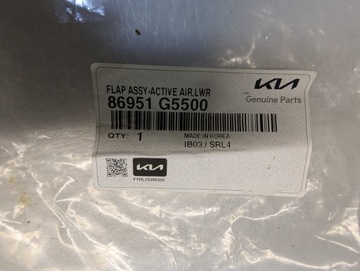 FLAP ASSY-ACTIVE AIR.LWR
KIA
86951 G5500
Genuine Parts
QTY: 1
MADE IN KOREA
IB03 / SRL4
KIA